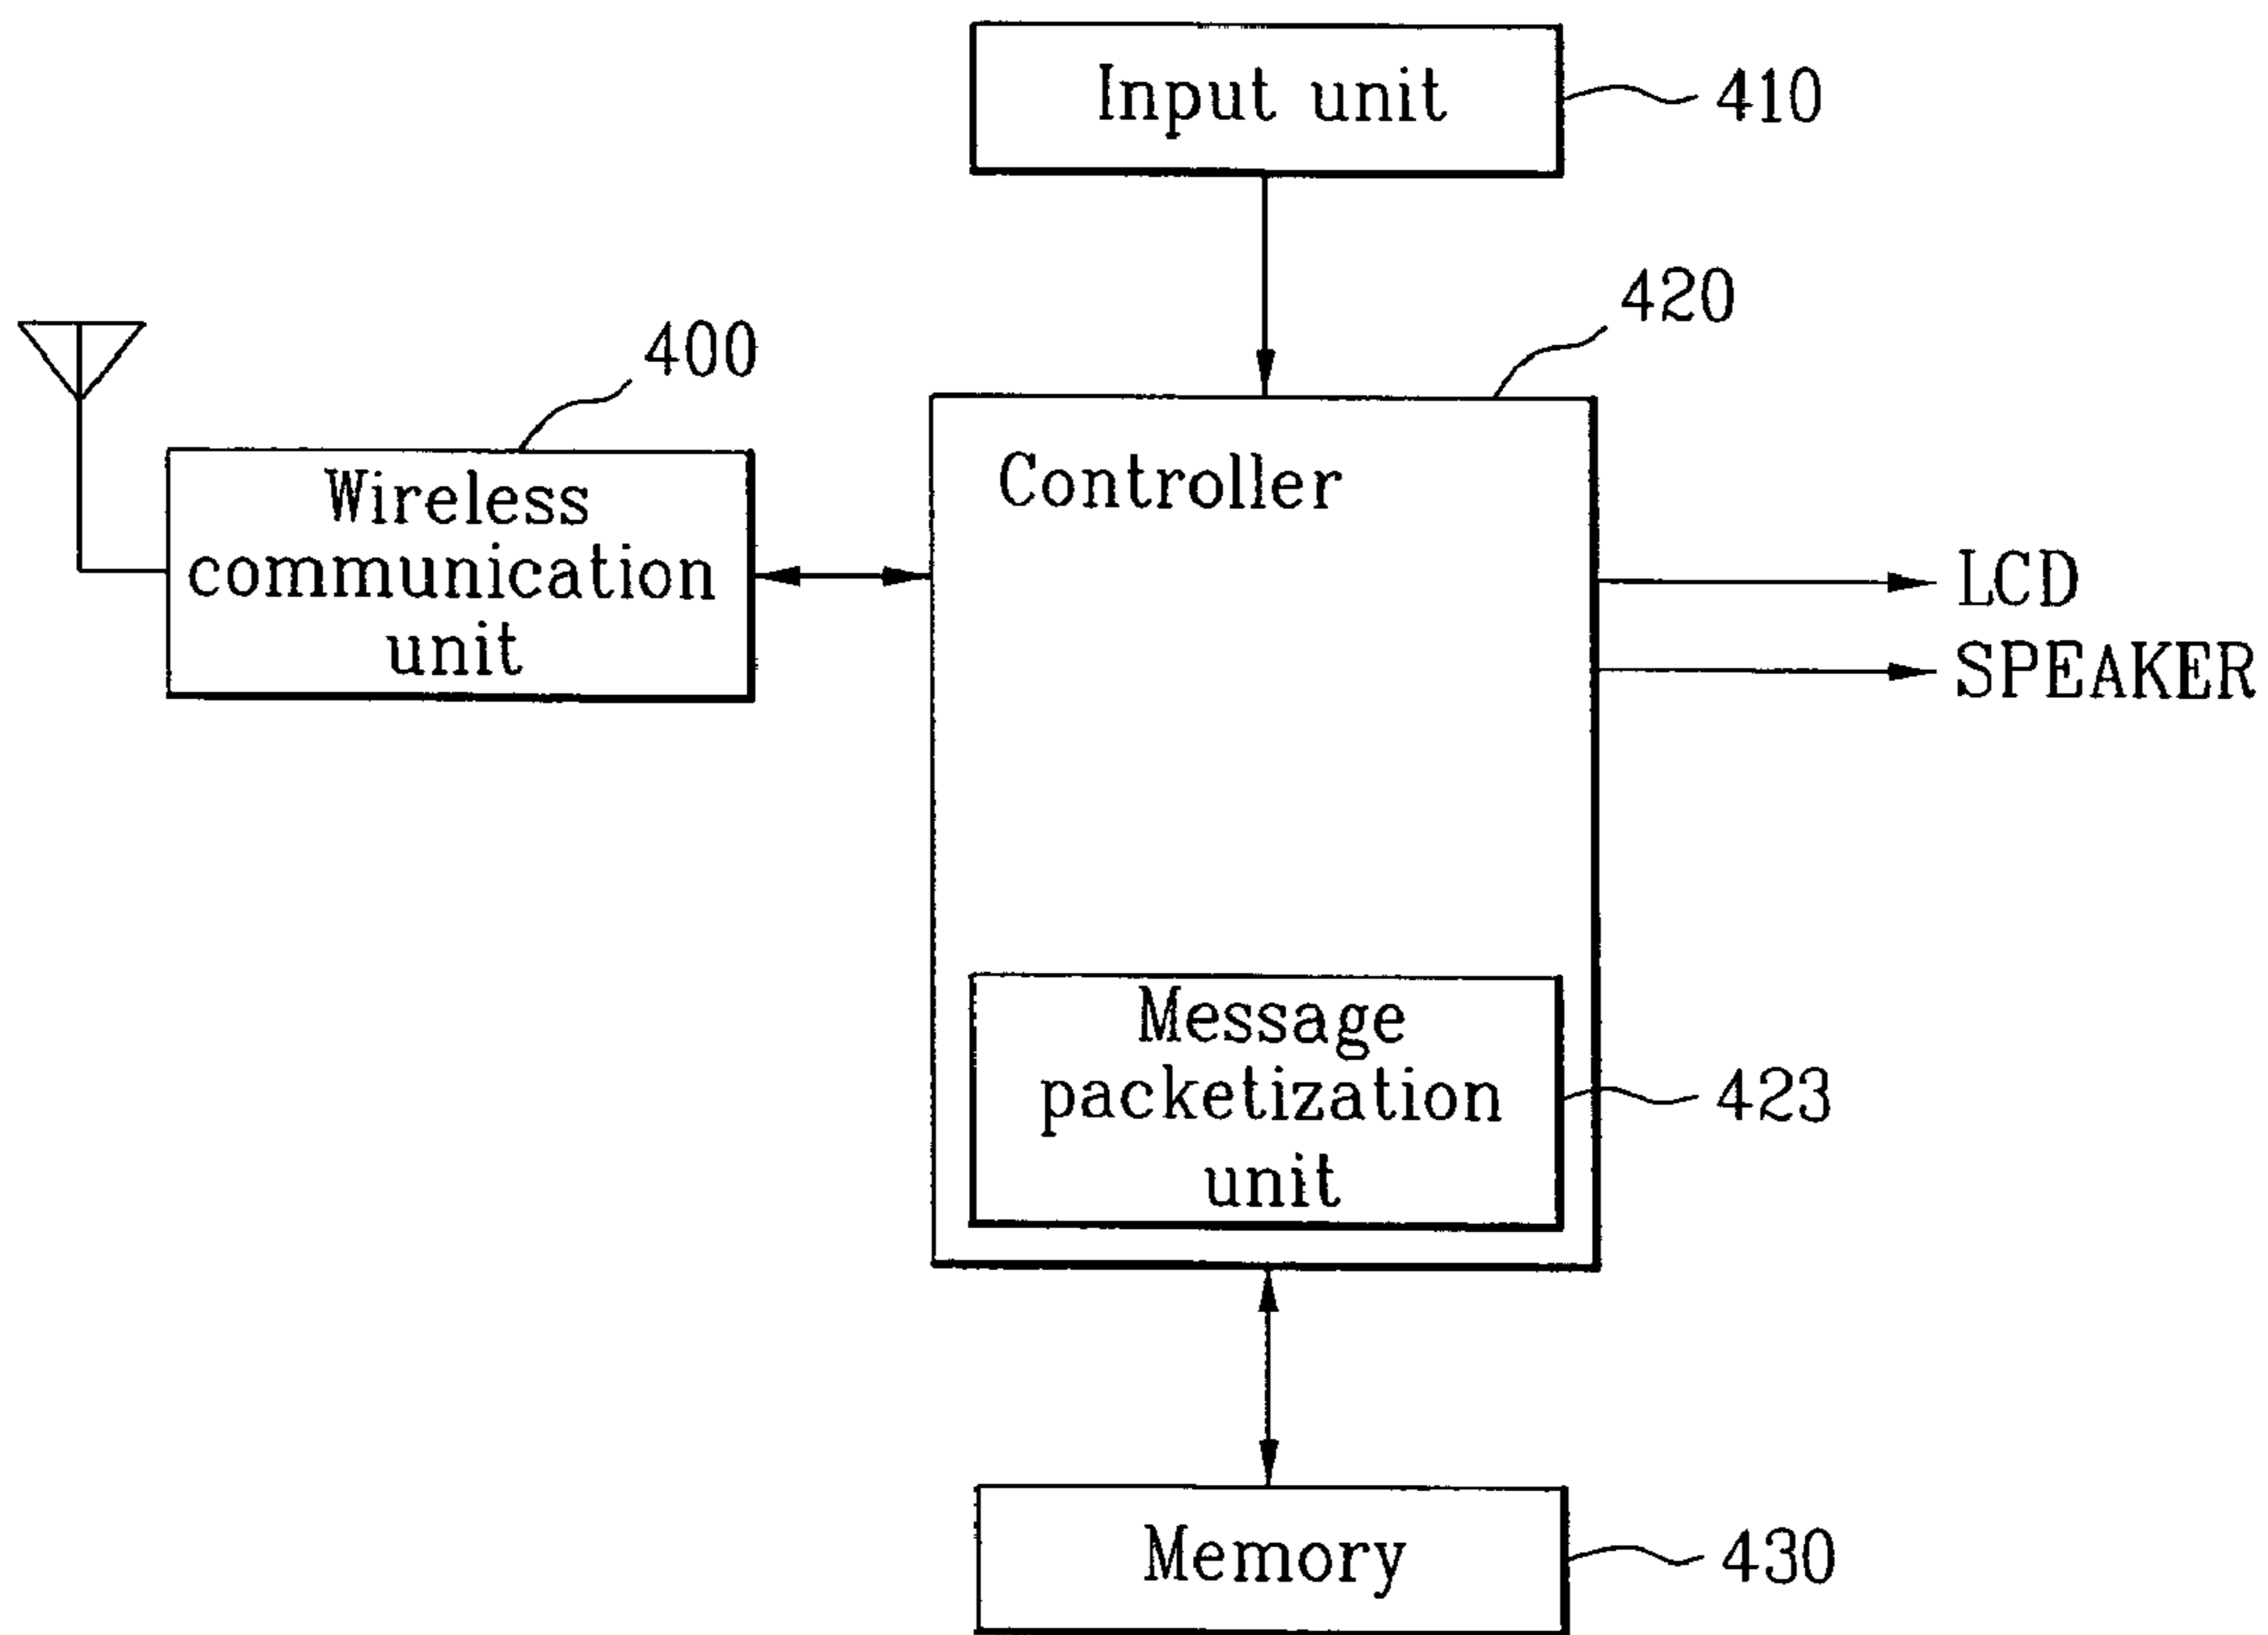 Input unit
410
420
400
Wireless
communication
unit
Controller
LCD
SPEAKER
Message
packetization
unit
423
Memory
430